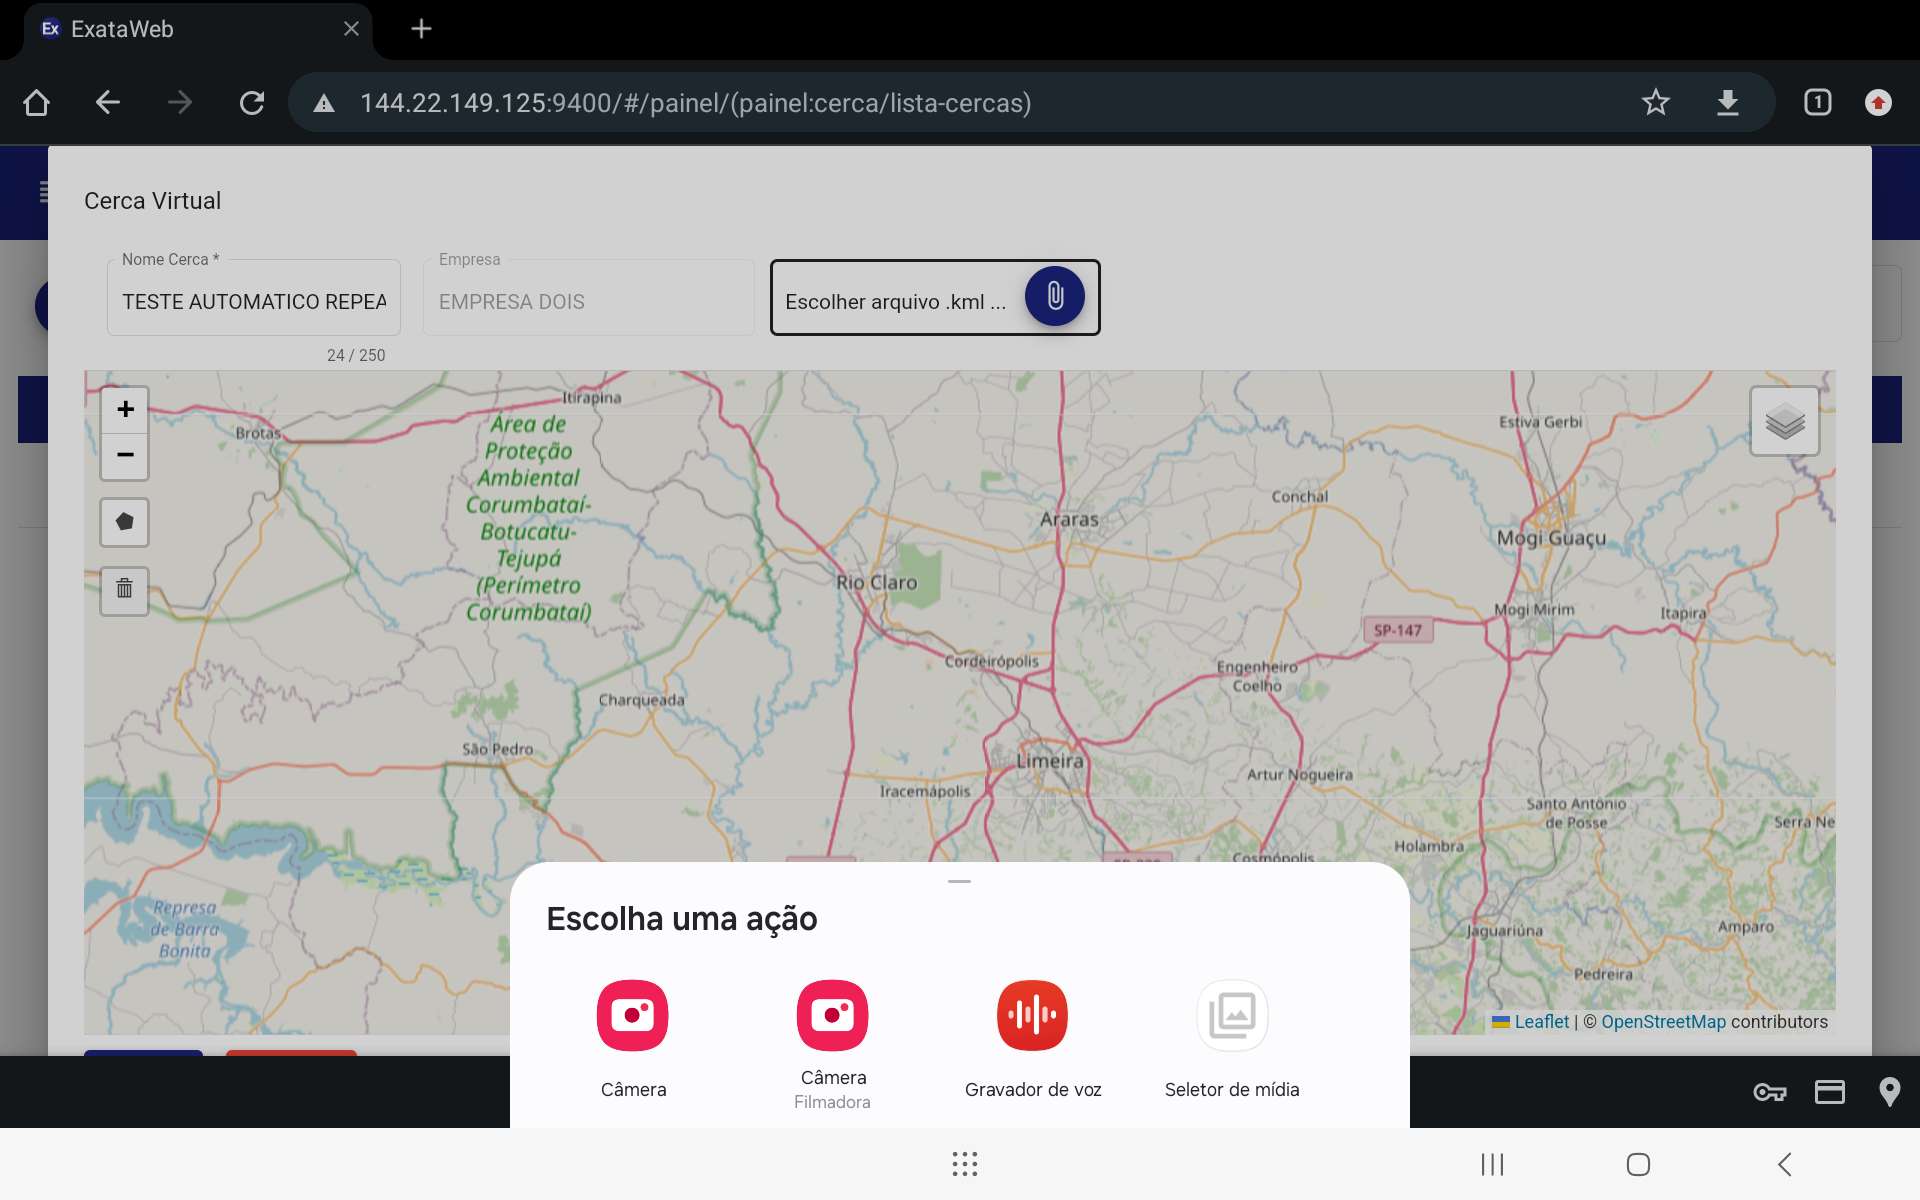 Ex ExataWeb
144.22.149.125:9400/#/painel/(painel:cerca/lista-cercas)
1
Cerca Virtual
Nome Cerca *
TESTE AUTOMATICO REPEA
24 / 250
Empresa
EMPRESA DOIS
Escolher arquivo .kml ...
+
−
Itirapina
Brotas
Área de
Proteção
Ambiental
Corumbataí-
Botucatu-
Tejupá
(Perímetro
Corumbataí)
Estiva Gerbi
Conchal
Araras
Mogi Guaçu
Rio Claro
Mogi Mirim
Itapira
SP-147
Cordeirópolis
Engenheiro
Coelho
Charqueada
São Pedro
Limeira
Artur Nogueira
Iracemápolis
Santo Antônio
de Posse
Serra Ne
Holambra
Cosmópolis
Represa
de Barra
Bonita
Jaguariúna
Amparo
Pedreira
Leaflet | © OpenStreetMap contributors
Escolha uma ação
Câmera
Câmera
Filmadora
Gravador de voz
Seletor de mídia